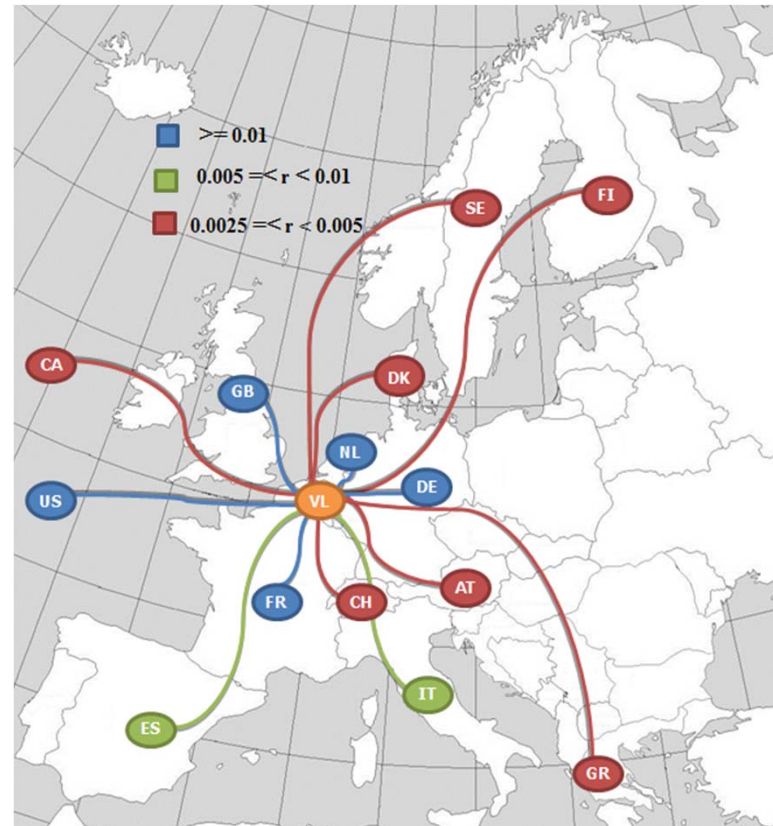 >= 0.01
0.005 =< r < 0.01
0.0025 =< r < 0.005
SE
FI
CA
DK
GB
NL
US
VL
DE
FR
CH
AT
IT
ES
GR